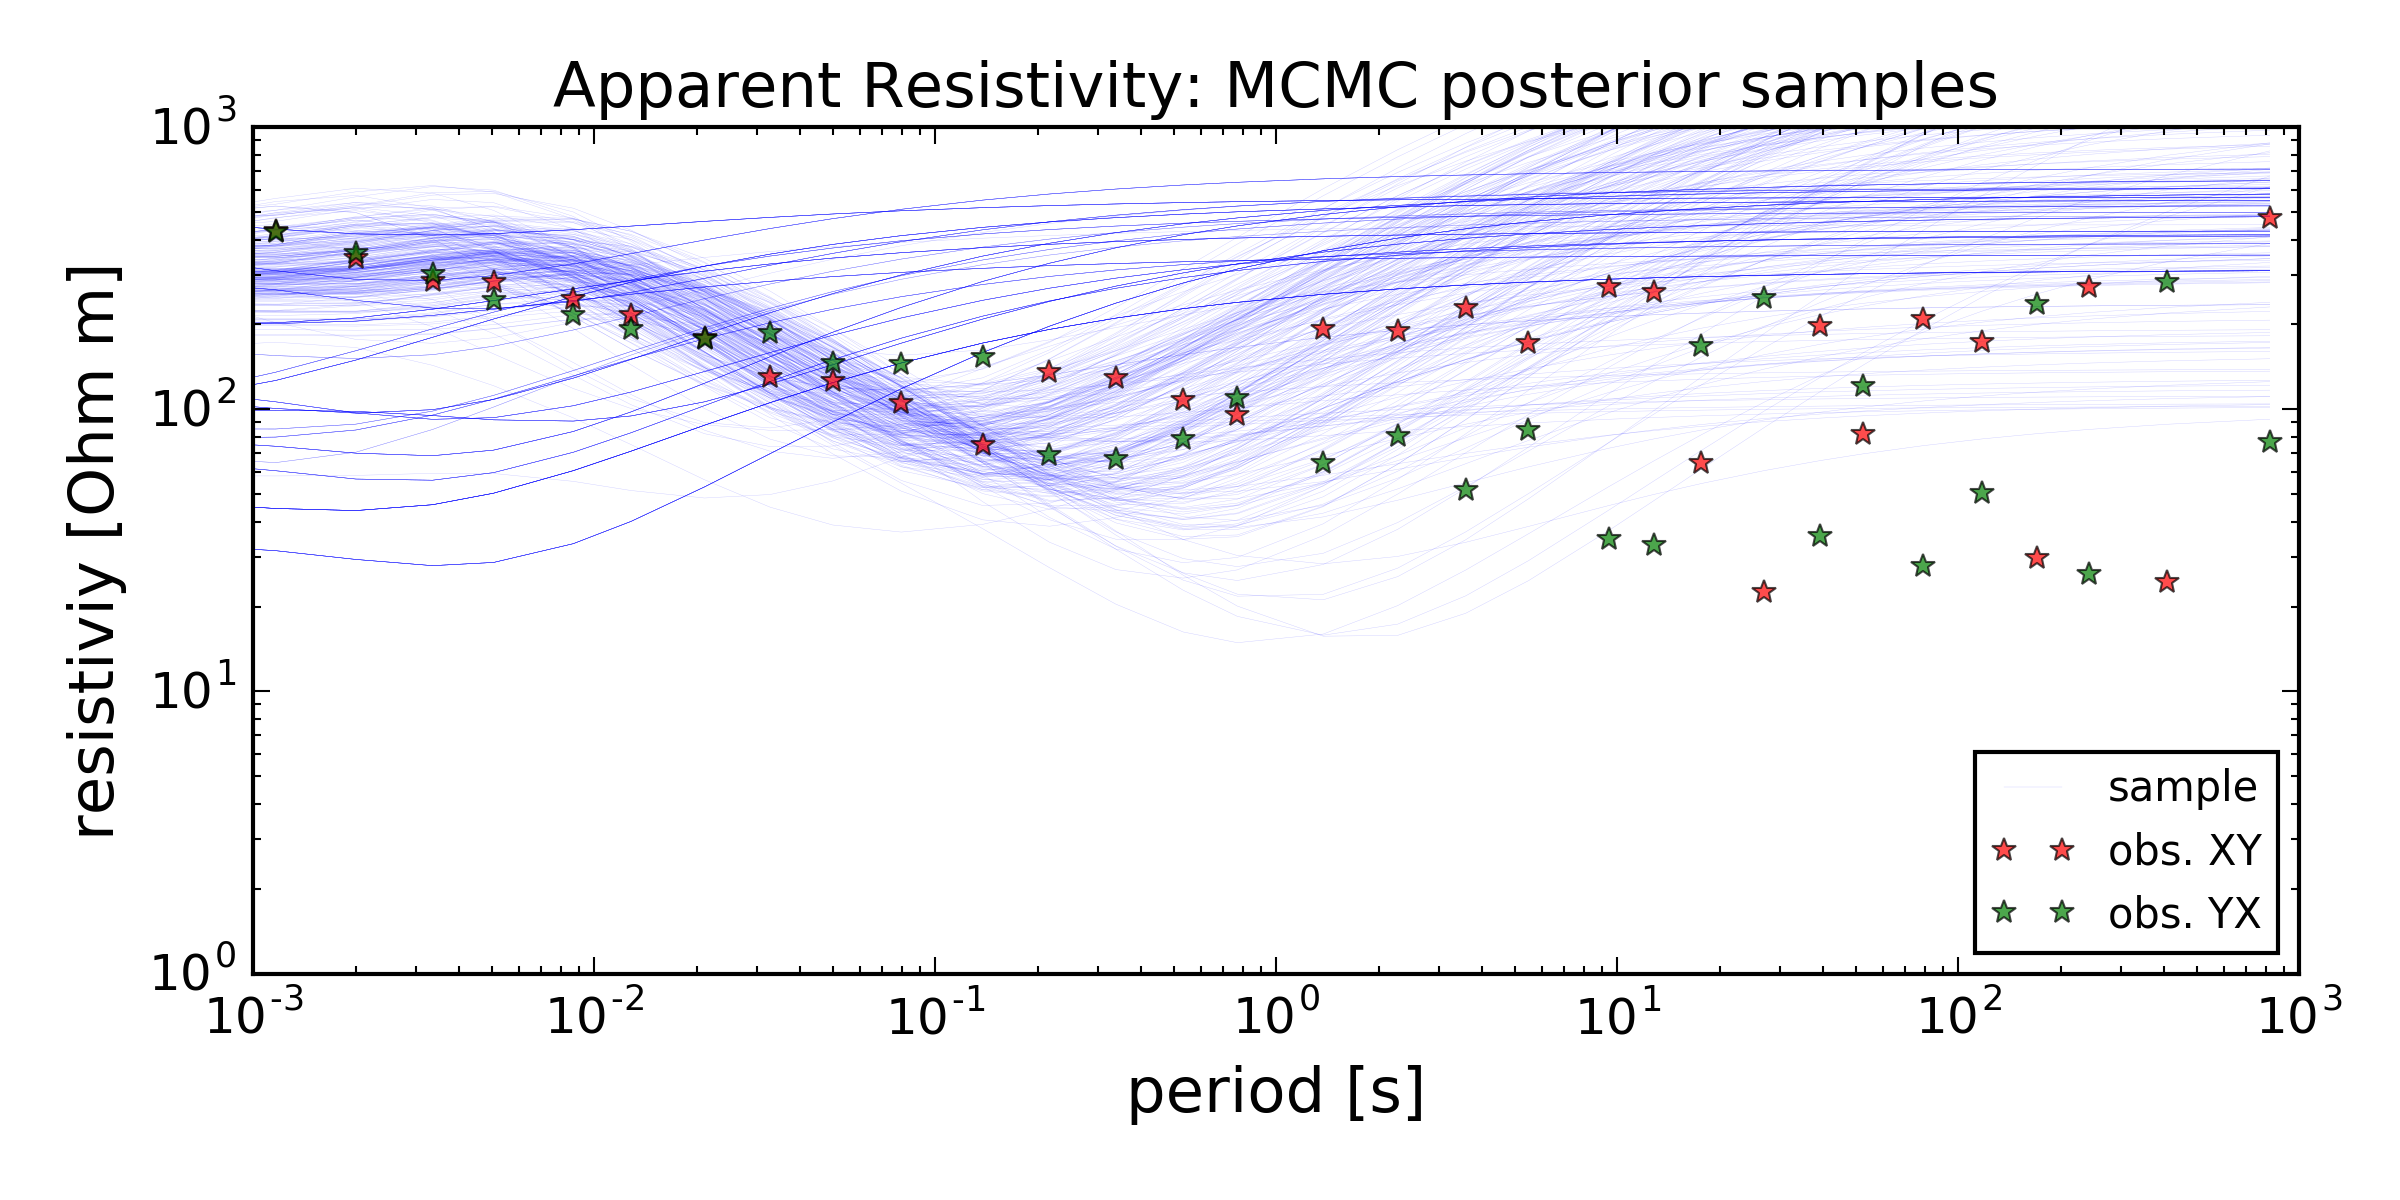 Apparent Resistivity: MCMC posterior samples
10^3
10^2
10^1
10^0
resistiviy [Ohm m]
10^-3 10^-2 10^-1 10^0 10^1 10^2 10^3
period [s]
sample
obs. XY
obs. YX